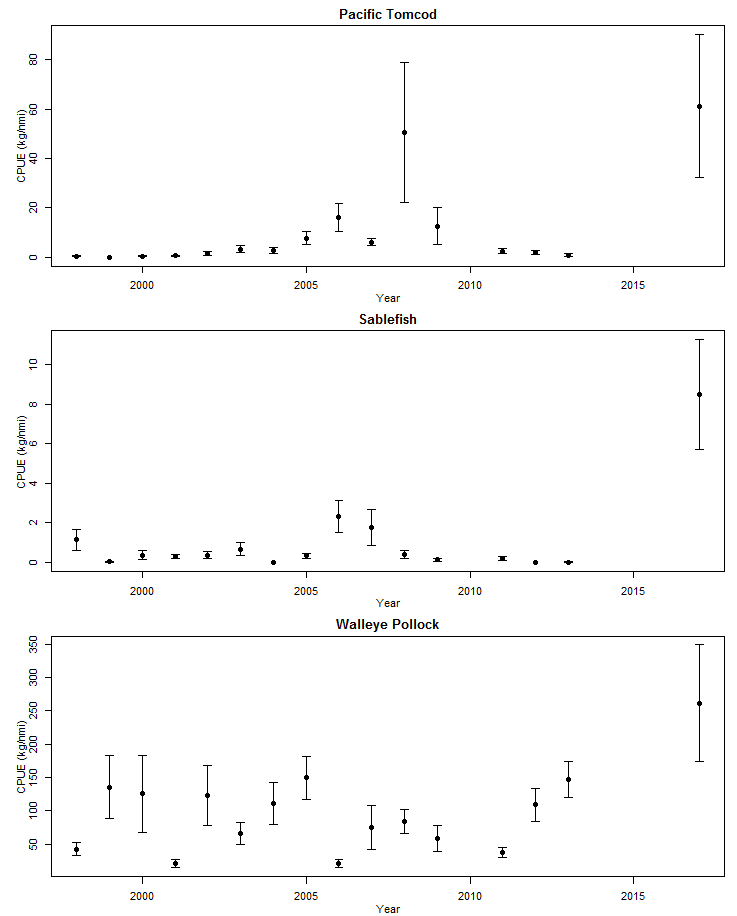 Pacific Tomcod
CPUE (kg/nmi)
80
60
40
20
0
2000 2005 2010 2015
Year
Sablefish
CPUE (kg/nmi)
10
8
6
4
2
0
2000 2005 2010 2015
Year
Walleye Pollock
CPUE (kg/nmi)
350
300
250
200
150
100
50
2000 2005 2010 2015
Year